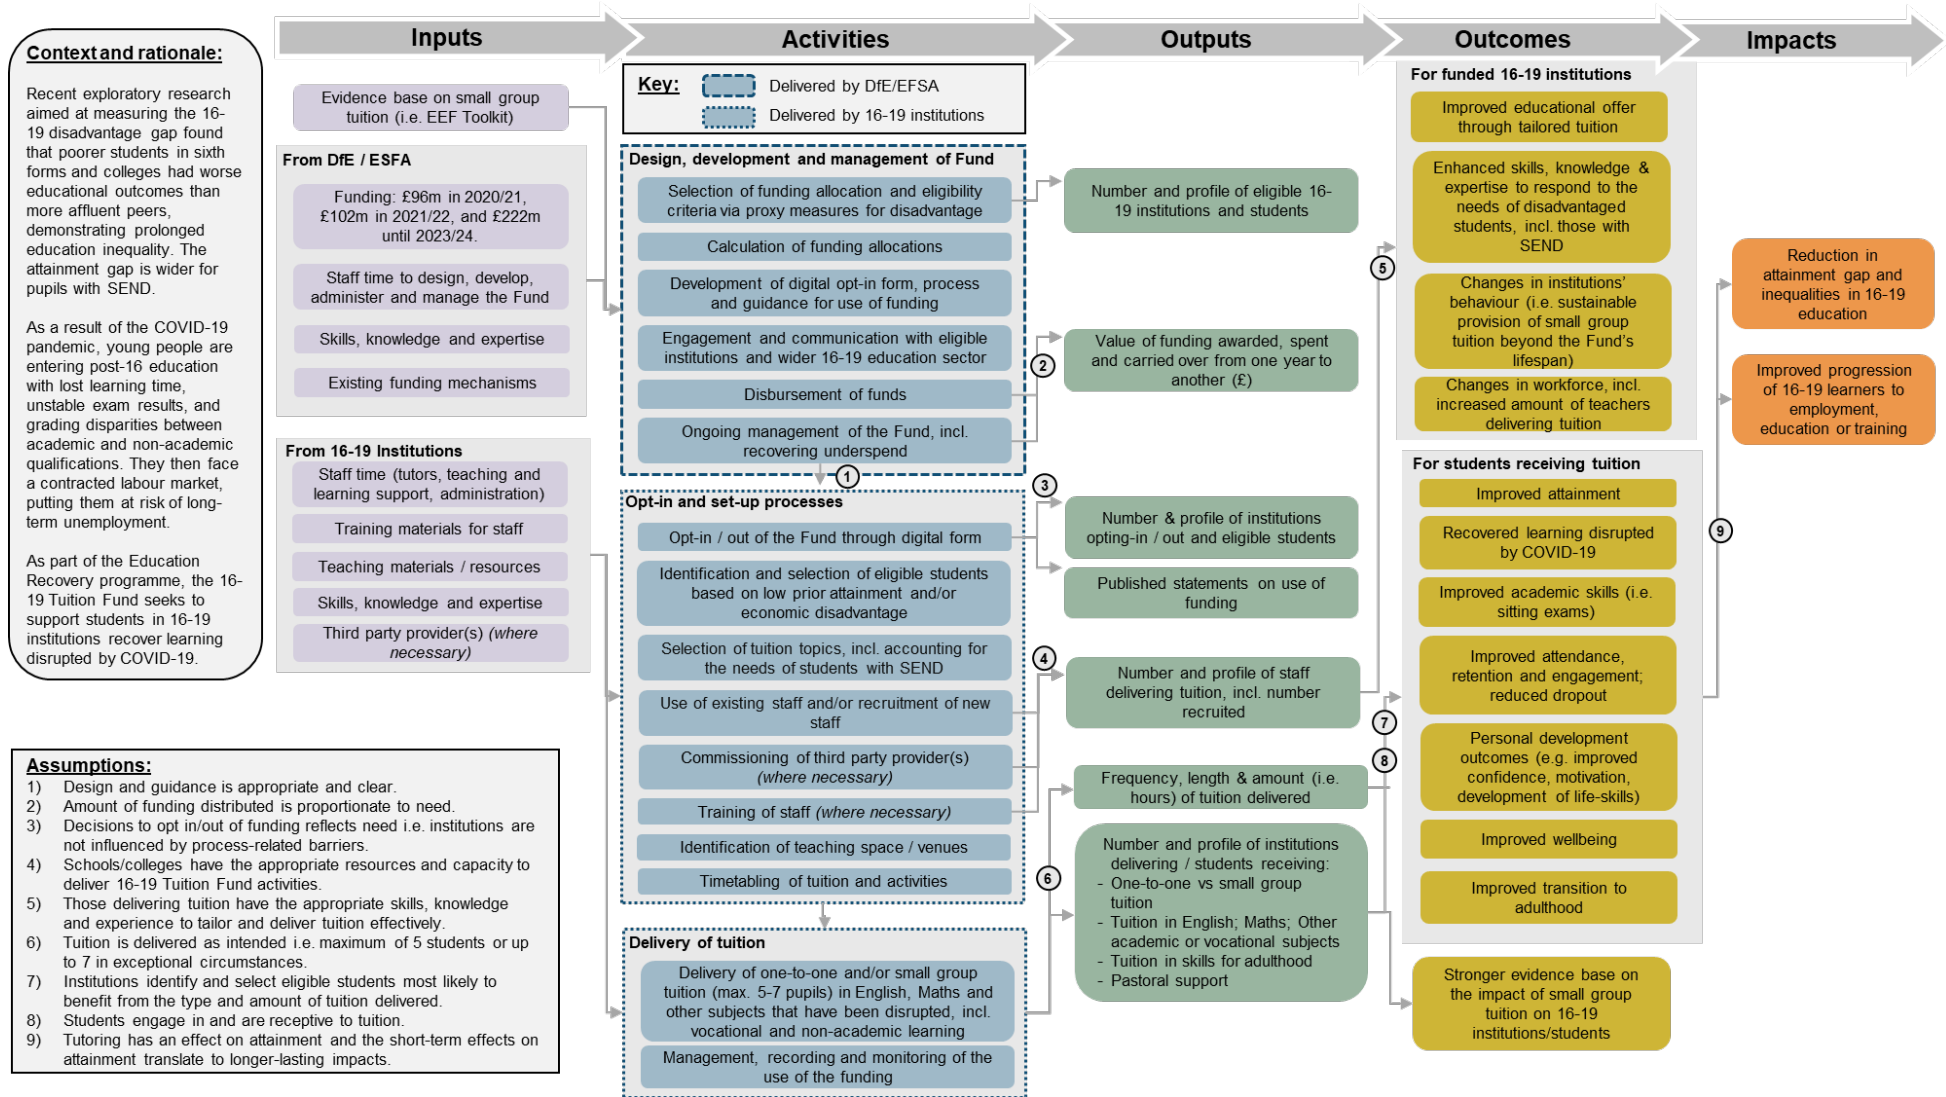 Inputs
Activities
Outputs
Outcomes
Impacts
Context and rationale:
Recent exploratory research
aimed at measuring the 16-
19 disadvantage gap found
that poorer students in sixth
forms and colleges had worse
educational outcomes than
more affluent peers,
demonstrating prolonged
education inequality. The
attainment gap is wider for
pupils with SEND.
As a result of the COVID-19
pandemic, young people are
entering post-16 education
with lost learning time,
unstable exam results, and
grading disparities between
academic and non-academic
qualifications. They then face
a contracted labour market,
putting them at risk of long-
term unemployment.
As part of the Education
Recovery programme, the 16-
19 Tuition Fund seeks to
support students in 16-19
institutions recover learning
disrupted by COVID-19.
Assumptions:
1) Design and guidance is appropriate and clear.
2) Amount of funding distributed is proportionate to need.
3) Decisions to opt in/out of funding reflects need i.e. institutions are
not influenced by process-related barriers.
4) Schools/colleges have the appropriate resources and capacity to
deliver 16-19 Tuition Fund activities.
5) Those delivering tuition have the appropriate skills, knowledge
and experience to tailor and deliver tuition effectively.
6) Tuition is delivered as intended i.e. maximum of 5 students or up
to 7 in exceptional circumstances.
7) Institutions identify and select eligible students most likely to
benefit from the type and amount of tuition delivered.
8) Students engage in and are receptive to tuition.
9) Tutoring has an effect on attainment and the short-term effects on
attainment translate to longer-lasting impacts.
Evidence base on small group
tuition (i.e. EEF Toolkit)
From DfE / ESFA
Funding: £96m in 2020/21,
£102m in 2021/22, and £222m
until 2023/24.
Staff time to design, develop,
administer and manage the Fund
Skills, knowledge and expertise
Existing funding mechanisms
From 16-19 Institutions
Staff time (tutors, teaching and
learning support, administration)
Training materials for staff
Teaching materials / resources
Skills, knowledge and expertise
Third party provider(s) (where
necessary)
Key:
Delivered by DfE/EFSA
Delivered by 16-19 institutions
Design, development and management of Fund
Selection of funding allocation and eligibility
criteria via proxy measures for disadvantage
Calculation of funding allocations
Development of digital opt-in form, process
and guidance for use of funding
Engagement and communication with eligible
institutions and wider 16-19 education sector
Disbursement of funds
Ongoing management of the Fund, incl.
recovering underspend
1
Opt-in and set-up processes
Opt-in / out of the Fund through digital form
Identification and selection of eligible students
based on low prior attainment and/or
economic disadvantage
Selection of tuition topics, incl. accounting for
the needs of students with SEND
Use of existing staff and/or recruitment of new
staff
Commissioning of third party provider(s)
(where necessary)
Training of staff (where necessary)
Identification of teaching space / venues
Timetabling of tuition and activities
Delivery of tuition
Delivery of one-to-one and/or small group
tuition (max. 5-7 pupils) in English, Maths and
other subjects that have been disrupted, incl.
vocational and non-academic learning
Management, recording and monitoring of the
use of the funding
2
3
4
6
Number and profile of eligible 16-
19 institutions and students
Value of funding awarded, spent
and carried over from one year to
another (£)
Number & profile of institutions
opting-in / out and eligible students
Published statements on use of
funding
Number and profile of staff
delivering tuition, incl. number
recruited
Frequency, length & amount (i.e.
hours) of tuition delivered
Number and profile of institutions
delivering / students receiving:
- One-to-one vs small group
tuition
- Tuition in English; Maths; Other
academic or vocational subjects
- Tuition in skills for adulthood
- Pastoral support
5
7
8
For funded 16-19 institutions
Improved educational offer
through tailored tuition
Enhanced skills, knowledge &
expertise to respond to the
needs of disadvantaged
students, incl. those with
SEND
Changes in institutions'
behaviour (i.e. sustainable
provision of small group
tuition beyond the Fund's
lifespan)
Changes in workforce, incl.
increased amount of teachers
delivering tuition
For students receiving tuition
Improved attainment
Recovered learning disrupted
by COVID-19
Improved academic skills (i.e.
sitting exams)
Improved attendance,
retention and engagement;
reduced dropout
Personal development
outcomes (e.g. improved
confidence, motivation,
development of life-skills)
Improved wellbeing
Improved transition to
adulthood
Stronger evidence base on
the impact of small group
tuition on 16-19
institutions/students
9
Reduction in
attainment gap and
inequalities in 16-19
education
Improved progression
of 16-19 learners to
employment,
education or training